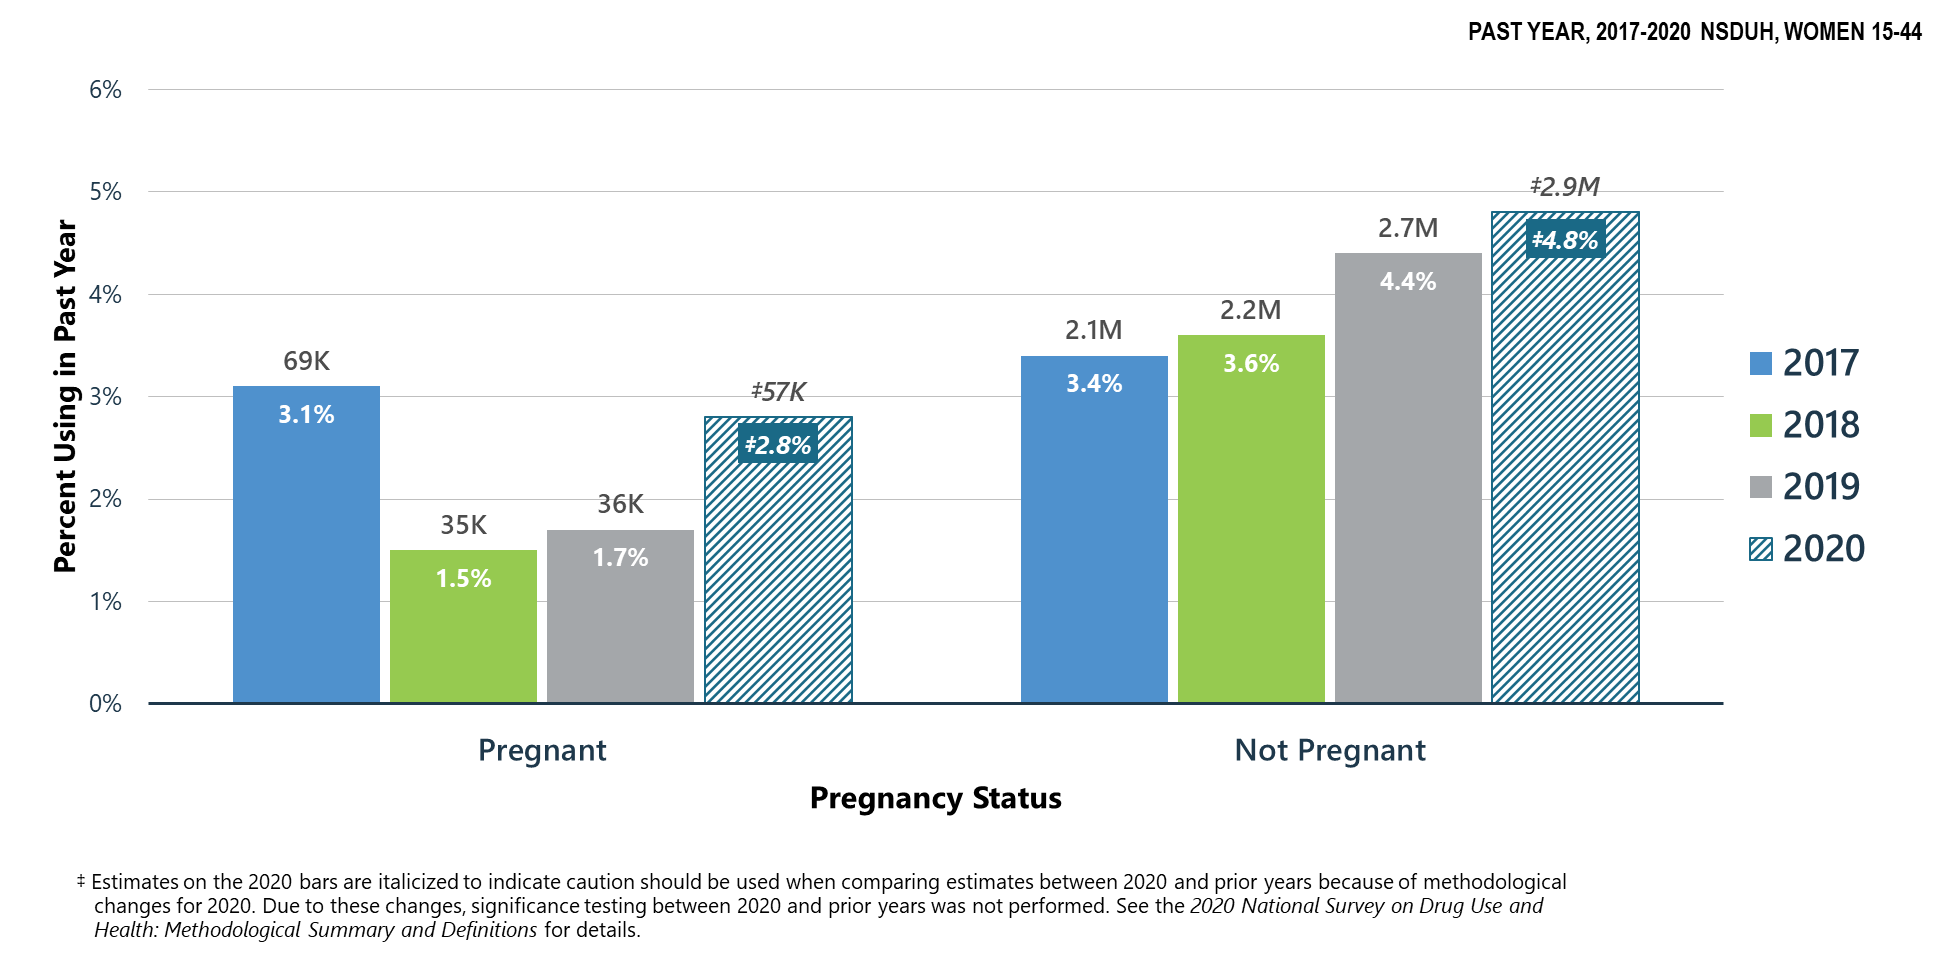 PAST YEAR, 2017-2020 NSDUH, WOMEN 15-44
Percent Using in Past Year
6%
5%
4%
3%
2%
1%
0%
69K
3.1%
35K
1.5%
36K
1.7%
‡57K
‡2.8%
2.1M
3.4%
2.2M
3.6%
2.7M
4.4%
‡2.9M
‡4.8%
2017
2018
2019
2020
Pregnant
Not Pregnant
Pregnancy Status
‡ Estimates on the 2020 bars are italicized to indicate caution should be used when comparing estimates between 2020 and prior years because of methodological
changes for 2020. Due to these changes, significance testing between 2020 and prior years was not performed. See the 2020 National Survey on Drug Use and
Health: Methodological Summary and Definitions for details.